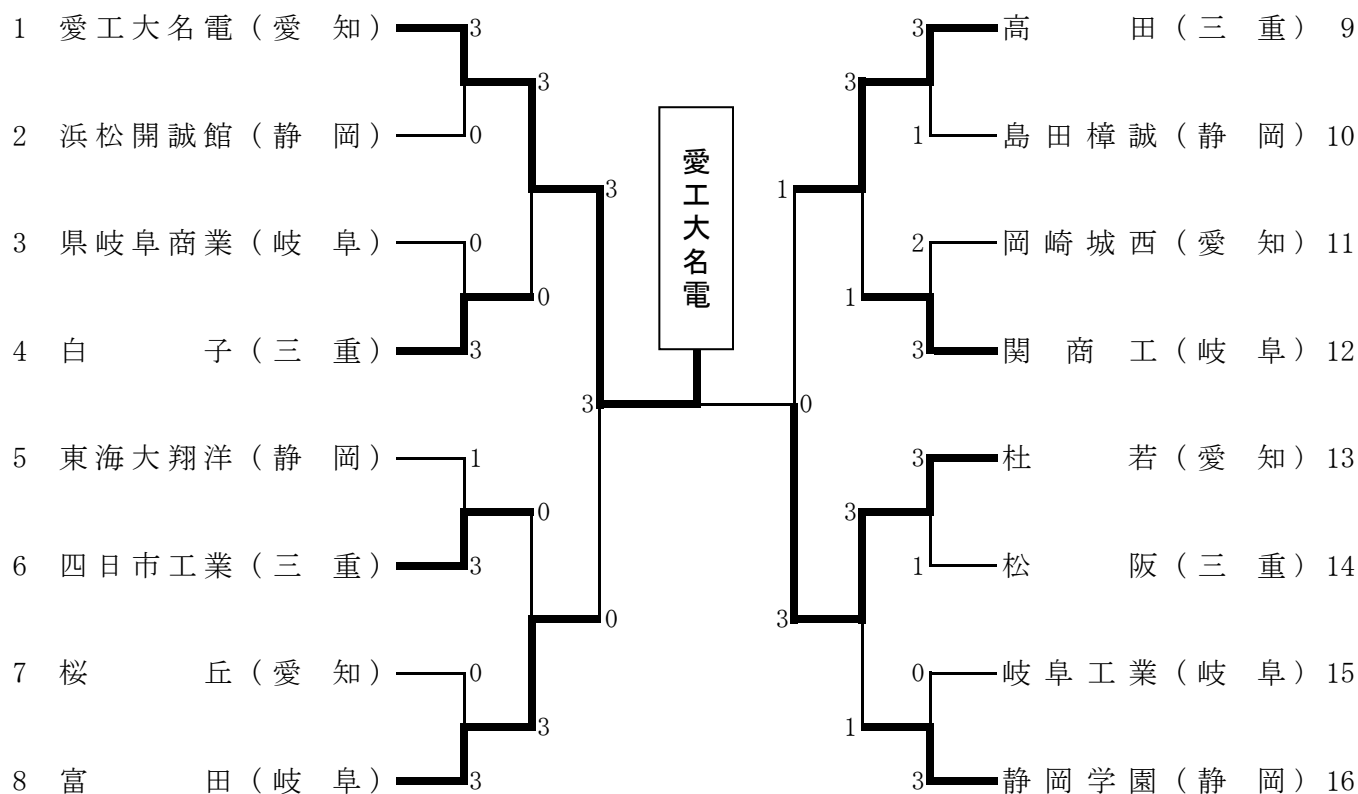 1 愛工大名電(愛 知) 3 3 高 田(三 重) 9
3 3
2 浜松開誠館(静 岡) 0 1 島田樟誠(静 岡) 10
愛工大名電
3 1
3 県岐阜商業(岐 阜) 0 2 岡崎城西(愛 知) 11
0 1
4 白 子(三 重) 3 3 関商工(岐 阜) 12
3 0
5 東海大翔洋(静 岡) 1 3 杜 若(愛 知) 13
0 3
6 四日市工業(三 重) 3 1 松 阪(三 重) 14
0 3
7 桜 丘(愛 知) 0 0 岐阜工業(岐 阜) 15
3 1
8 富 田(岐 阜) 3 3 静岡学園(静 岡) 16